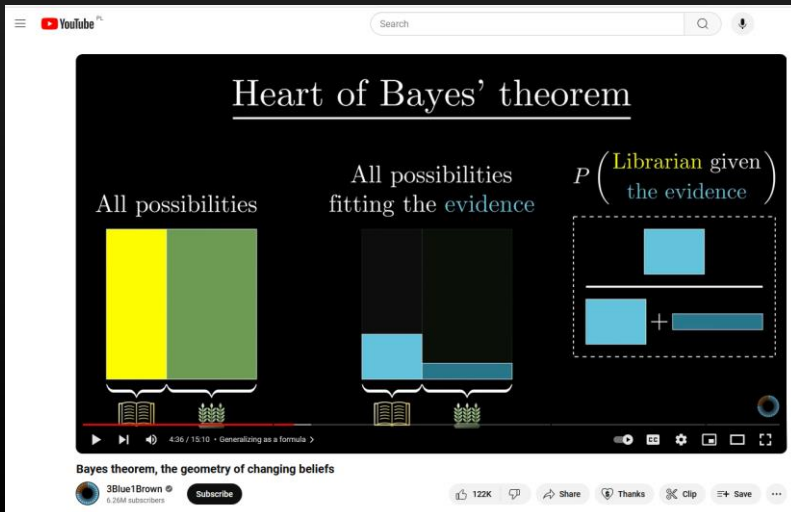 YouTube PL
Search
Heart of Bayes' theorem
All possibilities
All possibilities
fitting the evidence
P ( Librarian given
the evidence )
+
4:36 / 15:10 • Generalizing as a formula >
CC
Bayes theorem, the geometry of changing beliefs
3Blue1Brown
6.26M subscribers
Subscribe
122K
Share
Thanks
Clip
Save